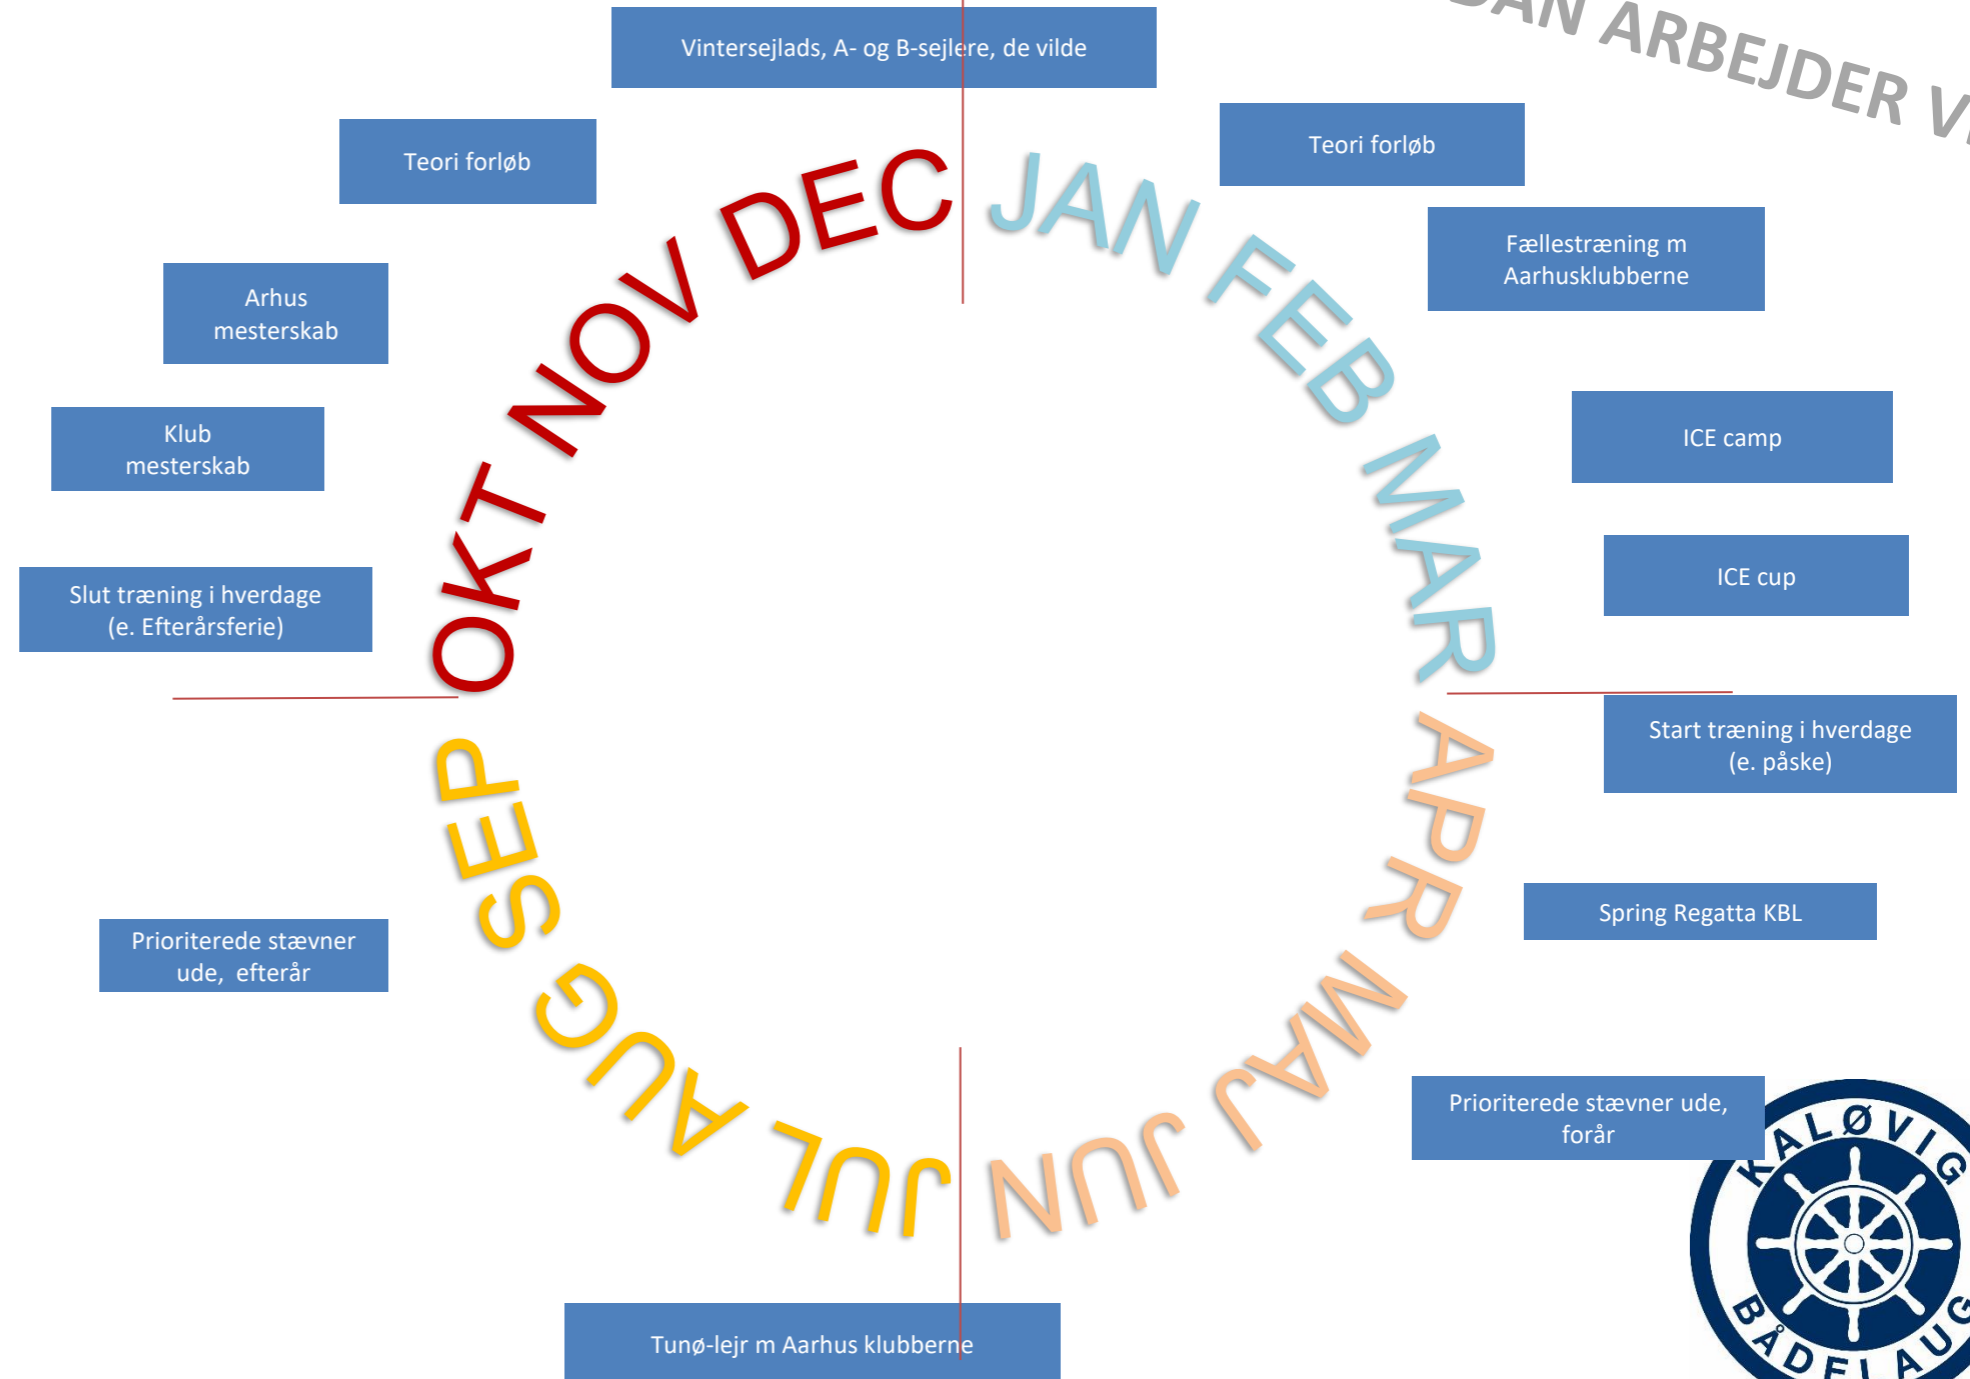 ARBEJDER
Vintersejlads, A- og B-sejlere, de vilde
Teori forløb
Teori forløb
Fællestræning m
Aarhusklubberne
Arhus
mesterskab
ICE camp
Klub
mesterskab
ICE cup
Slut træning i hverdage
(e. Efterårsferie)
Start træning i hverdage
(e. påske)
Spring Regatta KBL
Prioriterede stævner
ude, efterår
Prioriterede stævner ude,
forår
Tunø-lejr m Aarhus klubberne
JAN FEB MAR
APR MAJ JUN
JUL AUG SEP
OKT NOV DEC
KALØVIG
BÅDELAUG